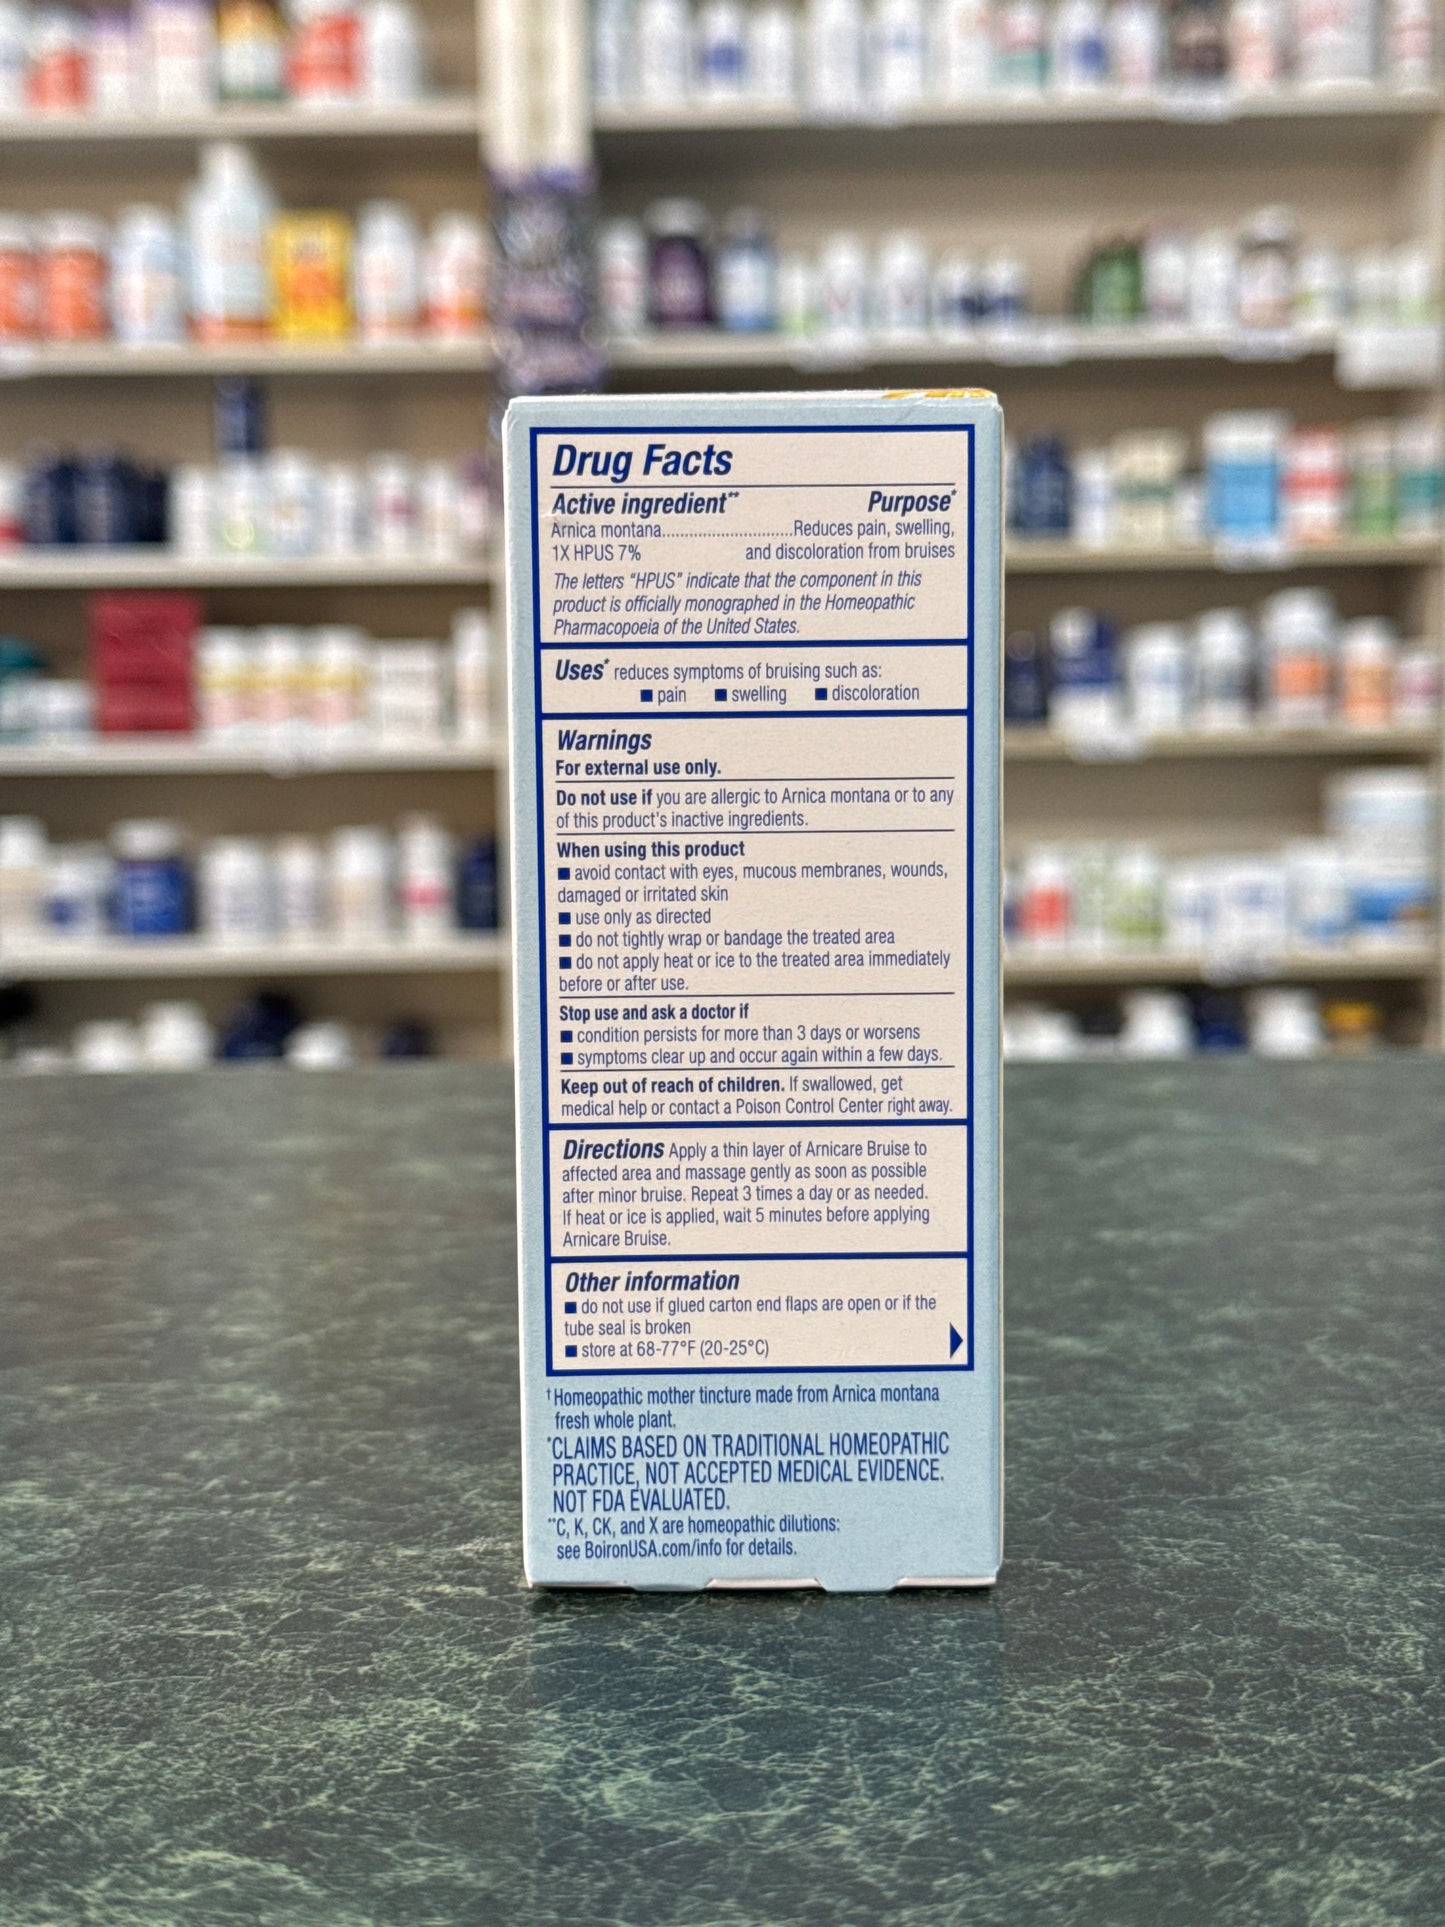 Drug Facts
Active ingredient** Purpose*
Arnica montana..............................Reduces pain, swelling,
1X HPUS 7% and discoloration from bruises
The letters "HPUS" indicate that the component in this
product is officially monographed in the Homeopathic
Pharmacopoeia of the United States.
Uses* reduces symptoms of bruising such as:
■ pain ■ swelling ■ discoloration
Warnings
For external use only.
Do not use if you are allergic to Arnica montana or to any
of this product's inactive ingredients.
When using this product
■ avoid contact with eyes, mucous membranes, wounds,
damaged or irritated skin
■ use only as directed
■ do not tightly wrap or bandage the treated area
■ do not apply heat or ice to the treated area immediately
before or after use.
Stop use and ask a doctor if
■ condition persists for more than 3 days or worsens
■ symptoms clear up and occur again within a few days.
Keep out of reach of children. If swallowed, get
medical help or contact a Poison Control Center right away.
Directions Apply a thin layer of Arnicare Bruise to
affected area and massage gently as soon as possible
after minor bruise. Repeat 3 times a day or as needed.
If heat or ice is applied, wait 5 minutes before applying
Arnicare Bruise.
Other information
■ do not use if glued carton end flaps are open or if the
tube seal is broken
■ store at 68-77°F (20-25°C)
†Homeopathic mother tincture made from Arnica montana
fresh whole plant.
*CLAIMS BASED ON TRADITIONAL HOMEOPATHIC
PRACTICE, NOT ACCEPTED MEDICAL EVIDENCE.
NOT FDA EVALUATED.
**C, K, CK, and X are homeopathic dilutions:
see BoironUSA.com/info for details.